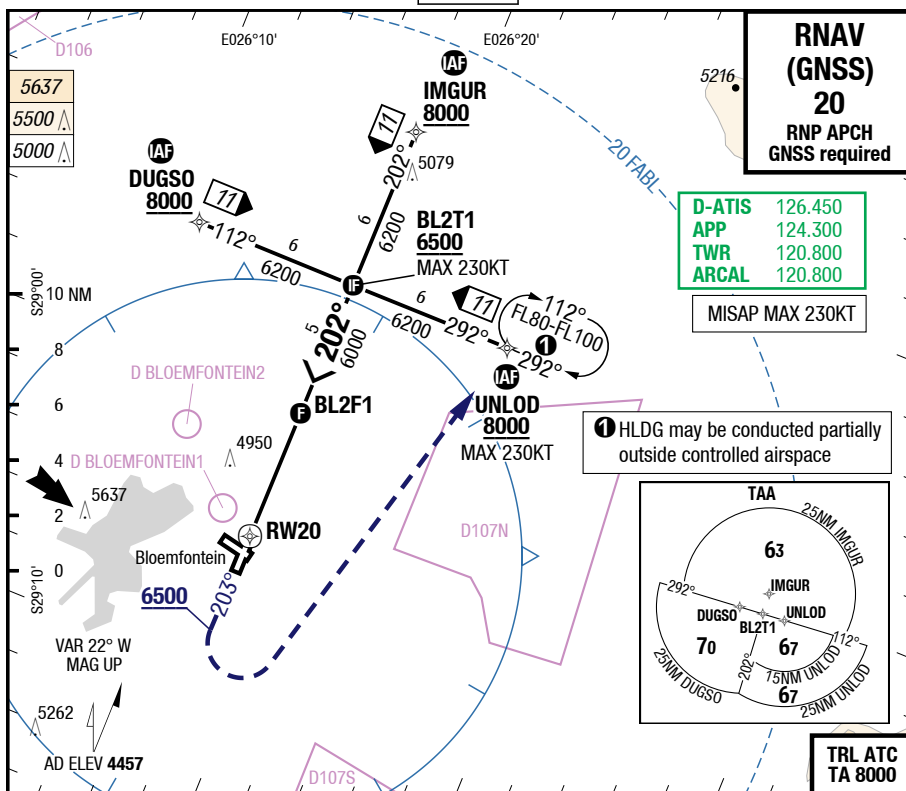 E026°10'
E026°20'
D106
5637
5500
5000
IAF
IMGUR
8000
11
202°
5079
6
6200
IAF
DUGSO
8000
11
112°
6
6200
BL2T1
6500
MAX 230KT
IF
20 FABL
5216
RNAV
(GNSS)
20
RNP APCH
GNSS required
D-ATIS 126.450
APP 124.300
TWR 120.800
ARCAL 120.800
MISAP MAX 230KT
S29°00'
10 NM
8
6
4
2
0
S29°10'
5
202°
6000
6
11
6200
292°
112°
FL80-FL100
1
292°
IAF
UNLOD
8000
MAX 230KT
D BLOEMFONTEIN2
F
BL2F1
4950
D BLOEMFONTEIN1
5637
RW20
Bloemfontein
D107N
6500
203°
1 HLDG may be conducted partially
outside controlled airspace
TAA
25NM IMGUR
63
IMGUR
292°
DUGSO
BL2T1
UNLOD
112°
70
67
202°
15NM UNLOD
67
25NM DUGSO
25NM UNLOD
VAR 22° W
MAG UP
5262
AD ELEV 4457
D107S
TRL ATC
TA 8000